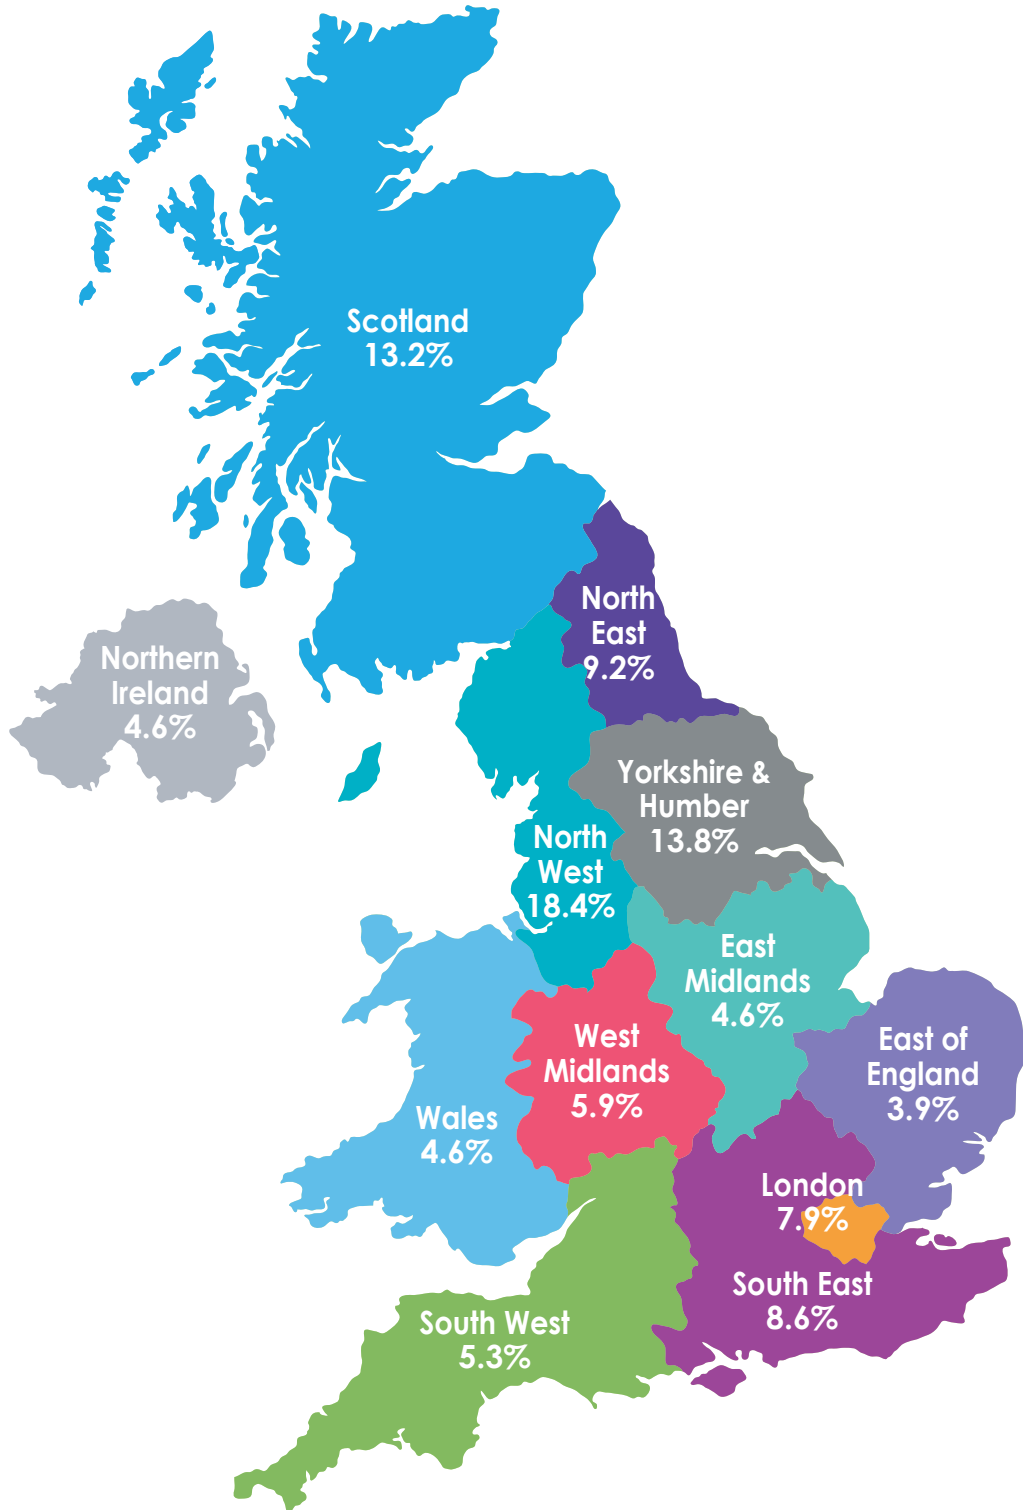 Scotland
13.2%
North
East
9.2%
Northern
Ireland
4.6%
Yorkshire &
Humber
13.8%
North
West
18.4%
East
Midlands
4.6%
West
Midlands
5.9%
East of
England
3.9%
Wales
4.6%
London
7.9%
South East
8.6%
South West
5.3%